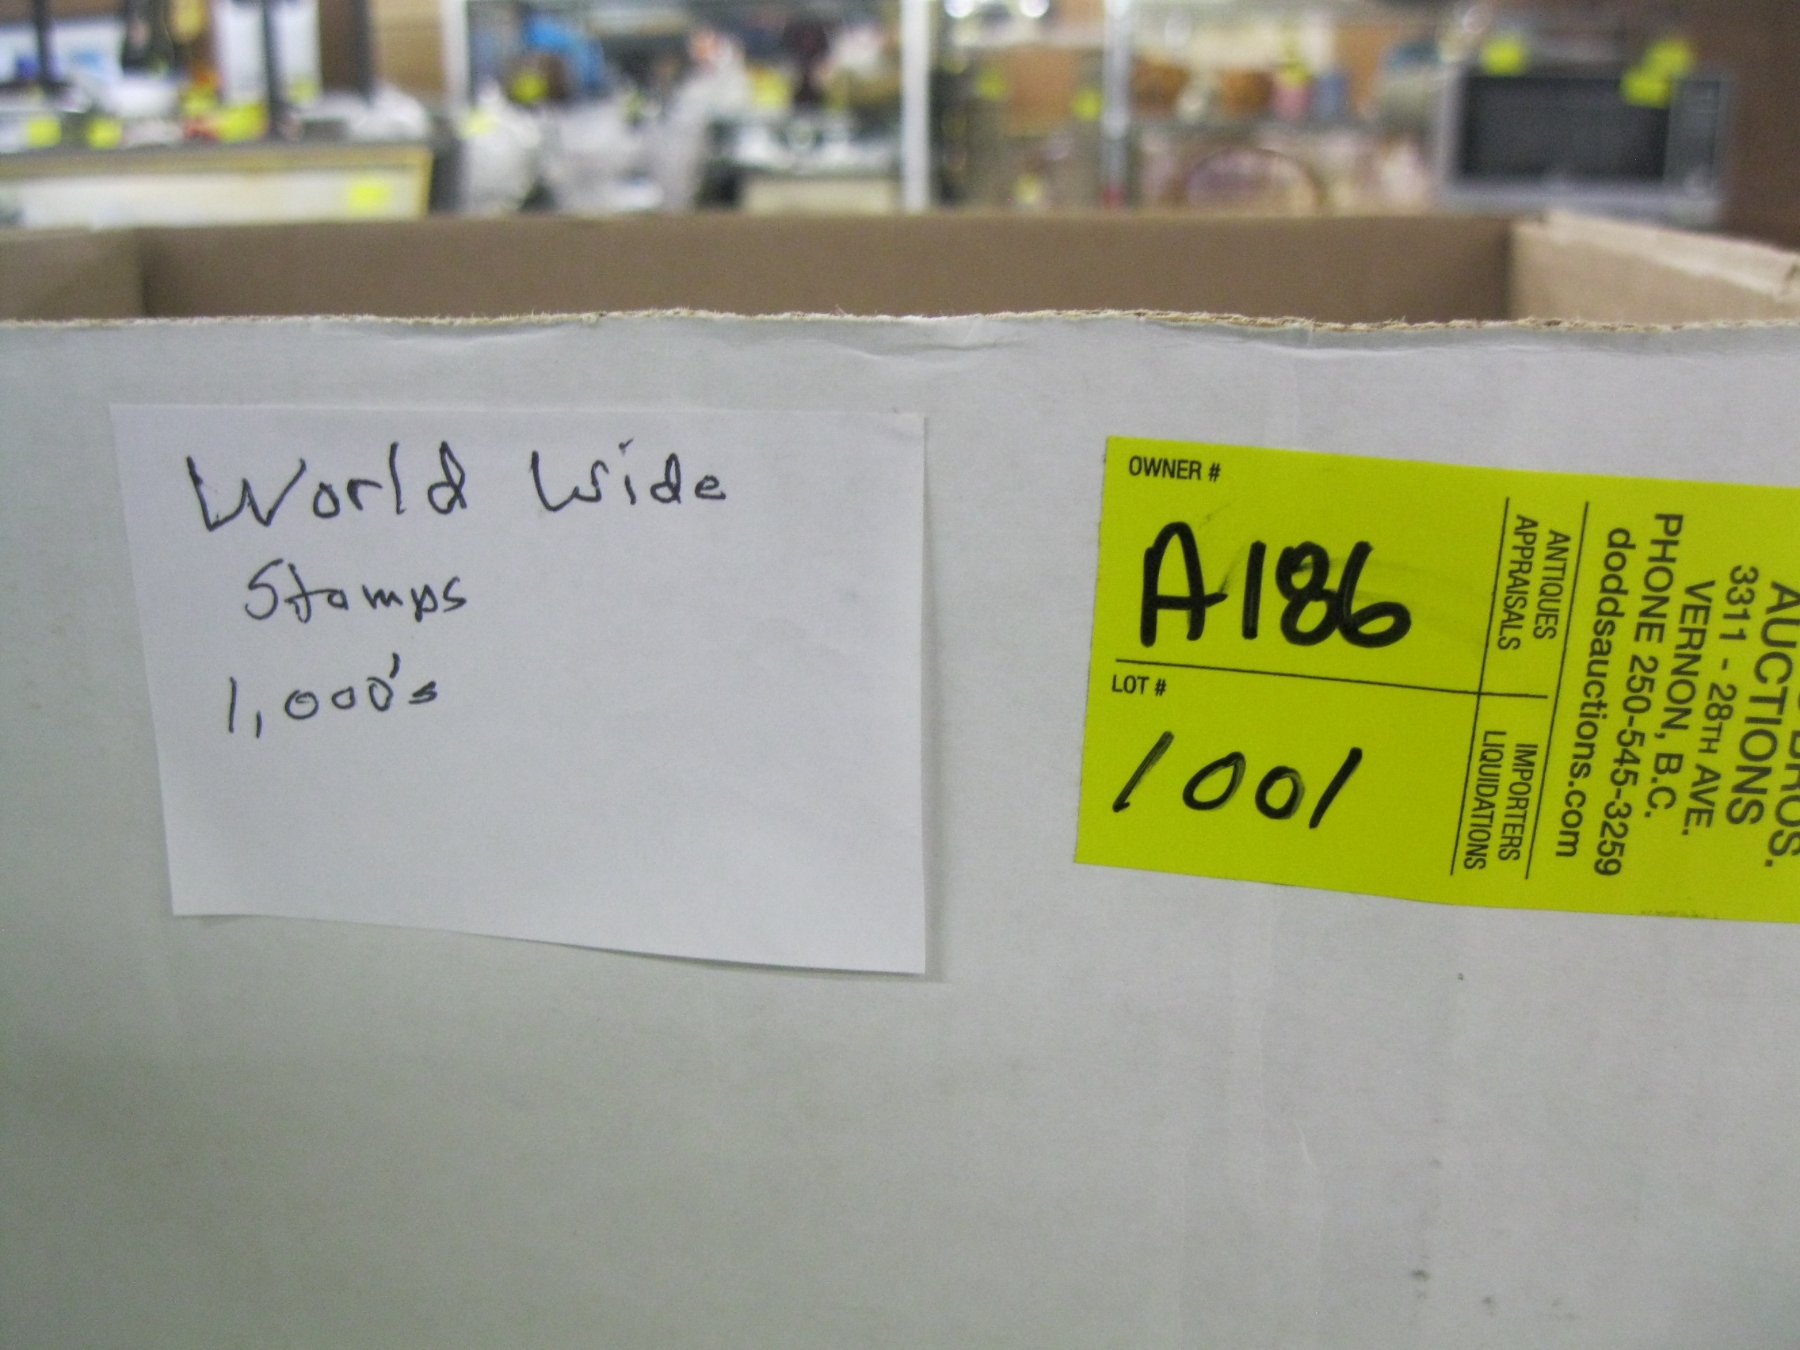 World Wide
Stamps
1,000's
OWNER #
A186
LOT #
1001
ANTIQUES
APPRAISALS
IMPORTERS
LIQUIDATIONS
BROS.
AUCTIONS
3311 - 28TH AVE.
VERNON, B.C.
PHONE 250-545-3259
doddsauctions.com